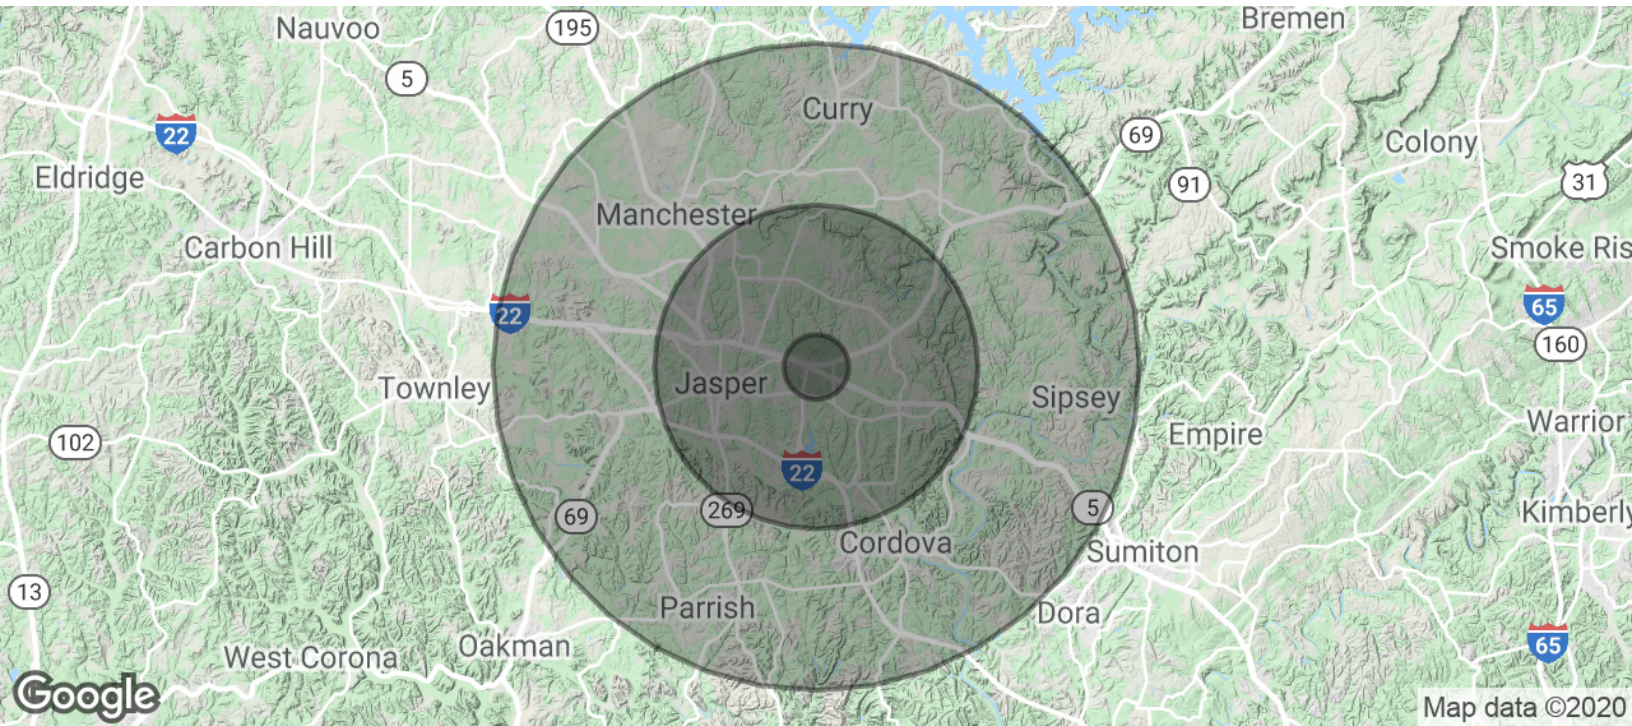 Nauvoo
195
Bremen
5
Curry
22
69
Colony
Eldridge
91
31
Manchester
Carbon Hill
Smoke Ris
22
65
160
Jasper
Townley
Sipsey
102
Empire
Warrior
22
269
69
5
Kimberly
Cordova
Sumiton
13
Parrish
Dora
Oakman
West Corona
65
Google
Map data ©2020